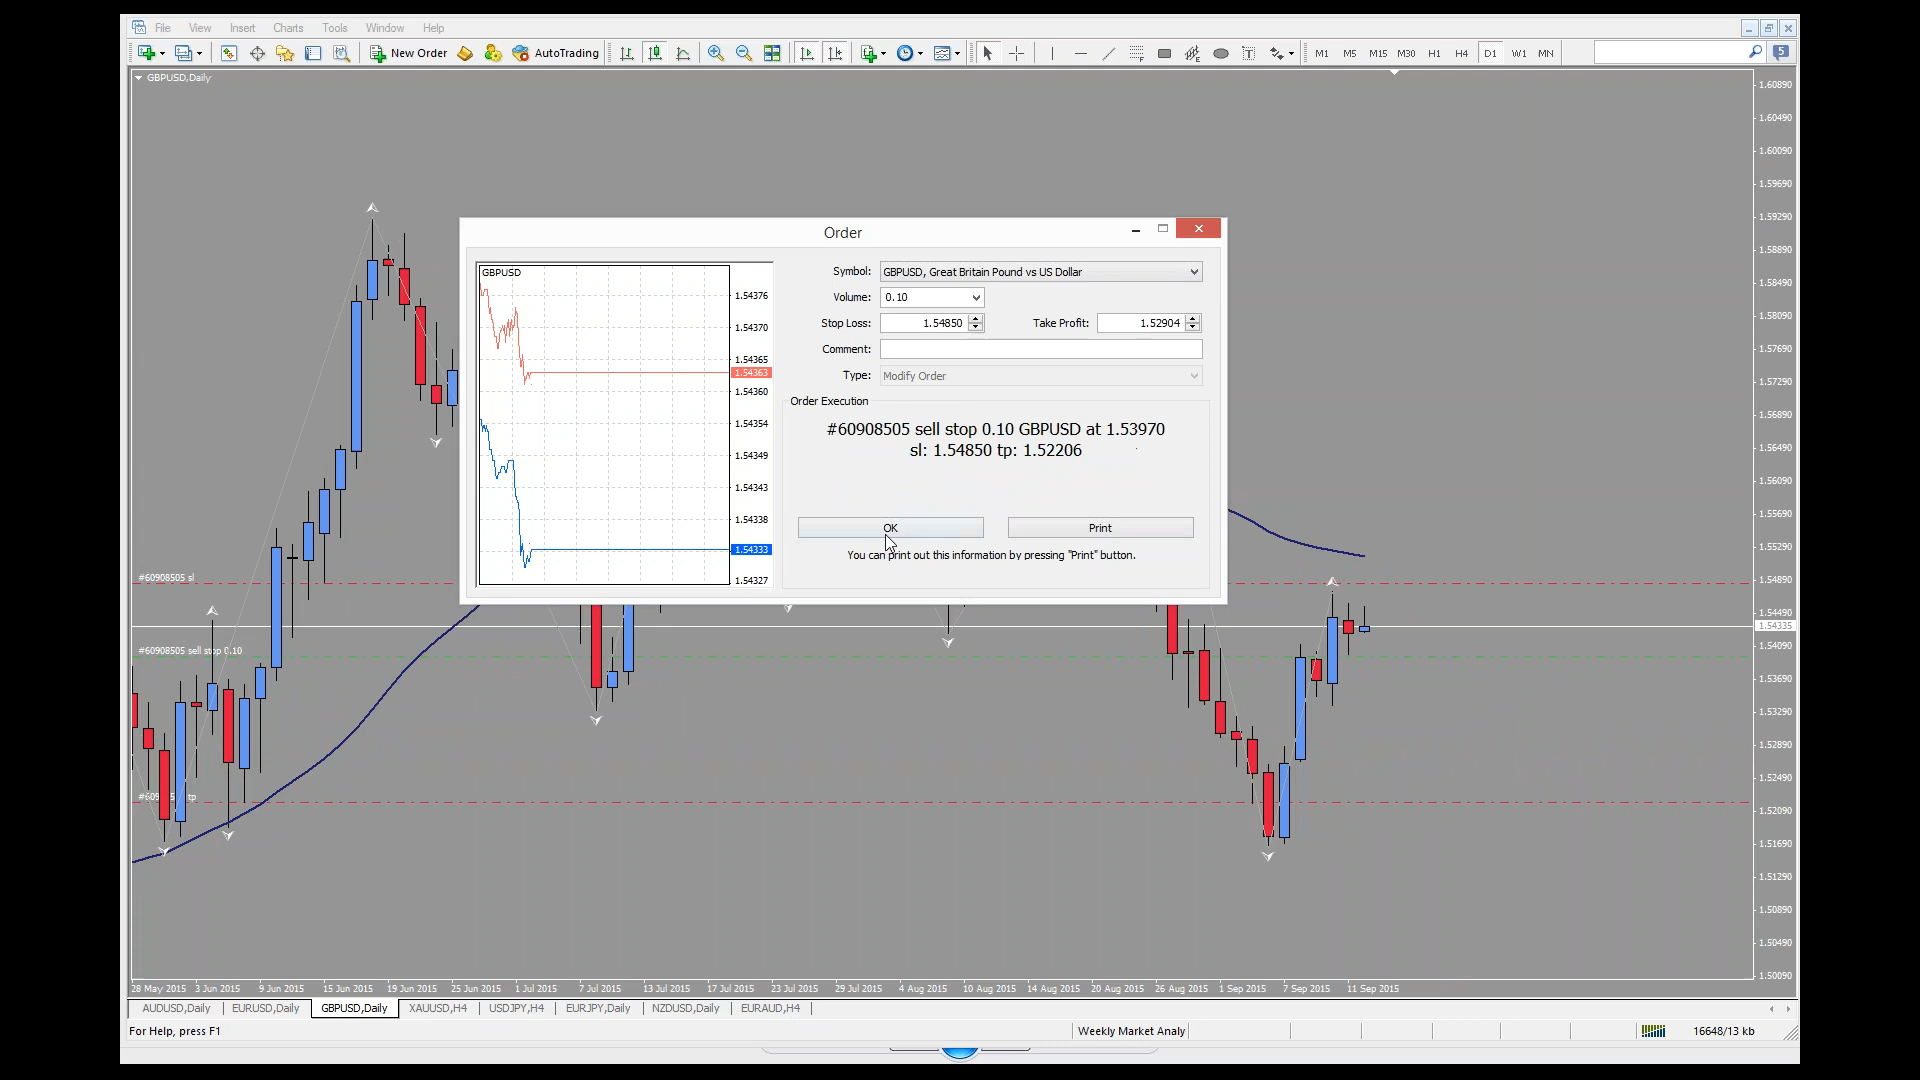 File View Insert Charts Tools Window Help
New Order AutoTrading M1 M5 M15 M30 H1 H4 D1 W1 MN 5
GBPUSD,Daily
1.60890
1.60490
1.60090
1.59690
1.59290
1.58890
1.58490
1.58090
1.57690
1.57290
1.56890
1.56490
1.56090
1.55690
1.55290
1.54890
1.54490
1.54335
1.54090
1.53690
1.53290
1.52890
1.52490
1.52090
1.51690
1.51290
1.50890
1.50490
1.50090
Order
GBPUSD
1.54376
1.54370
1.54365
1.54363
1.54360
1.54354
1.54349
1.54343
1.54338
1.54333
1.54327
Symbol: GBPUSD, Great Britain Pound vs US Dollar
Volume: 0.10
Stop Loss: 1.54850 Take Profit: 1.52904
Comment:
Type: Modify Order
Order Execution
#60908505 sell stop 0.10 GBPUSD at 1.53970
sl: 1.54850 tp: 1.52206
OK Print
You can print out this information by pressing "Print" button.
#60908505 sl
#60908505 sell stop 0.10
tp
28 May 2015 3 Jun 2015 9 Jun 2015 15 Jun 2015 19 Jun 2015 25 Jun 2015 1 Jul 2015 7 Jul 2015 13 Jul 2015 17 Jul 2015 23 Jul 2015 29 Jul 2015 4 Aug 2015 10 Aug 2015 14 Aug 2015 20 Aug 2015 26 Aug 2015 1 Sep 2015 7 Sep 2015 11 Sep 2015
AUDUSD,Daily EURUSD,Daily GBPUSD,Daily XAUUSD,H4 USDJPY,H4 EURJPY,Daily NZDUSD,Daily EURAUD,H4
For Help, press F1 Weekly Market Analy 16648/13 kb